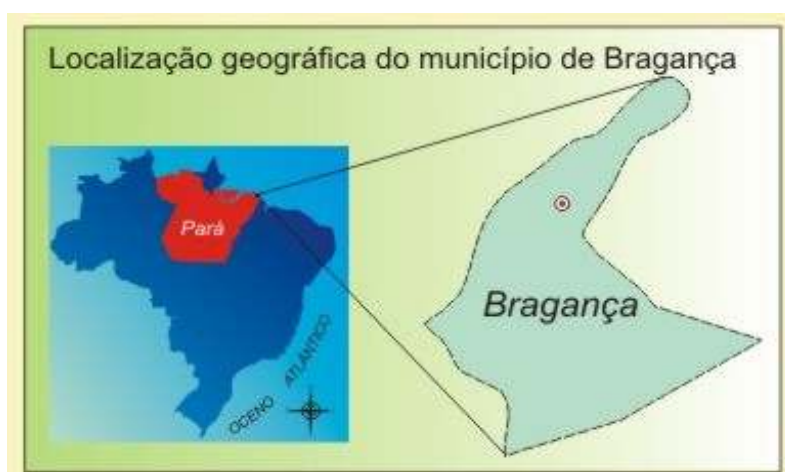 Localização geográfica do município de Bragança
Pará
Bragança
OCENO ATLÂNTICO